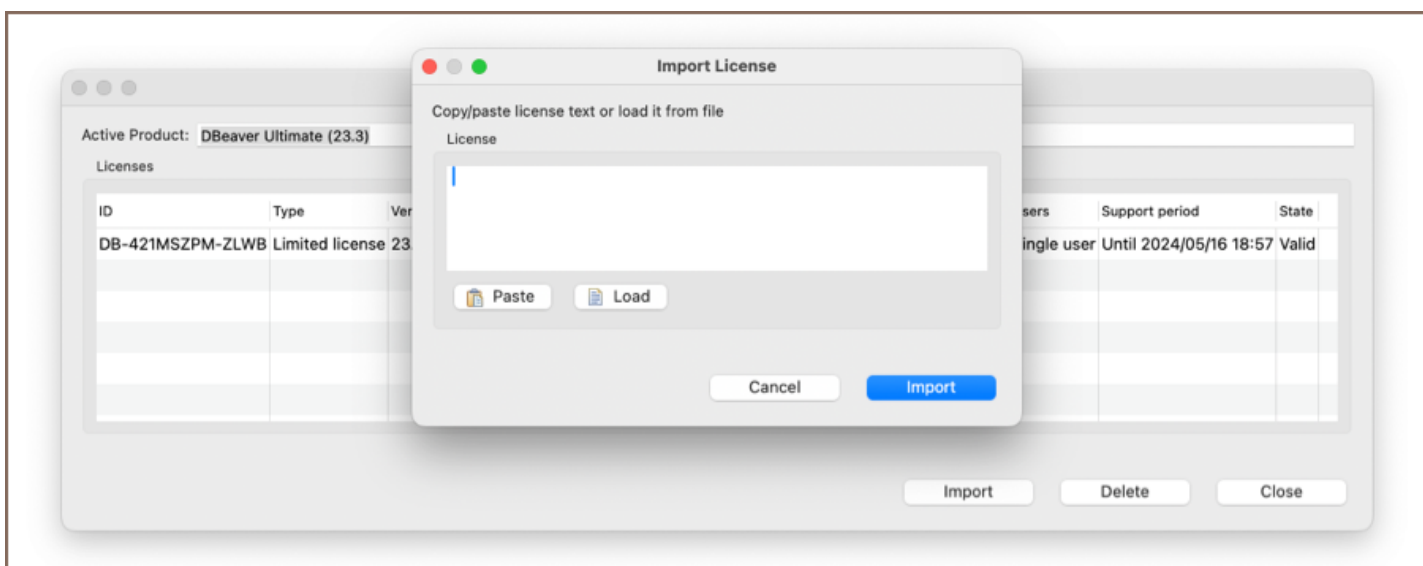 Import License
Copy/paste license text or load it from file
License
Paste Load
Cancel Import
Active Product: DBeaver Ultimate (23.3)
Licenses
ID Type Ver sers Support period State
DB-421MSZPM-ZLWB Limited license 23. ingle user Until 2024/05/16 18:57 Valid
Import Delete Close